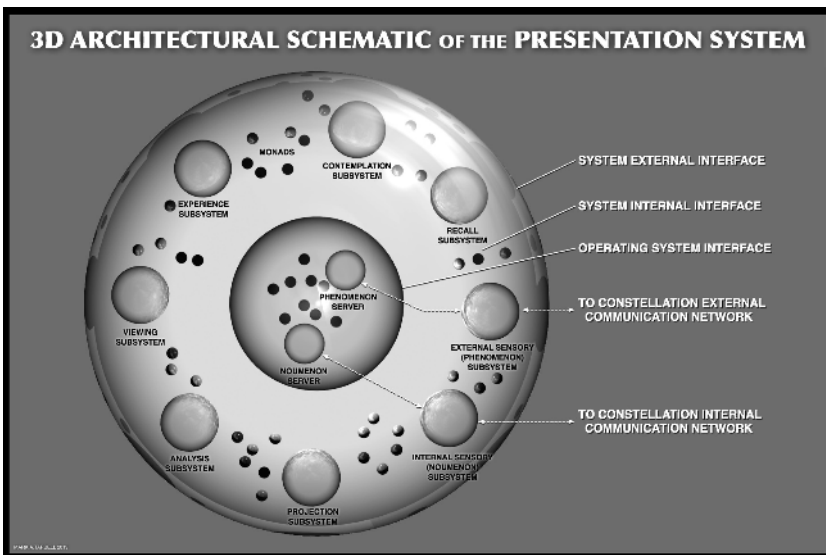 3D ARCHITECTURAL SCHEMATIC OF THE PRESENTATION SYSTEM
MONADS
CONTEMPLATION
SUBSYSTEM
EXPERIENCE
SUBSYSTEM
RECALL
SUBSYSTEM
SYSTEM EXTERNAL INTERFACE
SYSTEM INTERNAL INTERFACE
OPERATING SYSTEM INTERFACE
PHENOMENON
SERVER
TO CONSTELLATION EXTERNAL
COMMUNICATION NETWORK
VIEWING
SUBSYSTEM
EXTERNAL SENSORY
(PHENOMENON)
SUBSYSTEM
NOUMENON
SERVER
TO CONSTELLATION INTERNAL
COMMUNICATION NETWORK
ANALYSIS
SUBSYSTEM
INTERNAL SENSORY
(NOUMENON)
SUBSYSTEM
PROJECTION
SUBSYSTEM